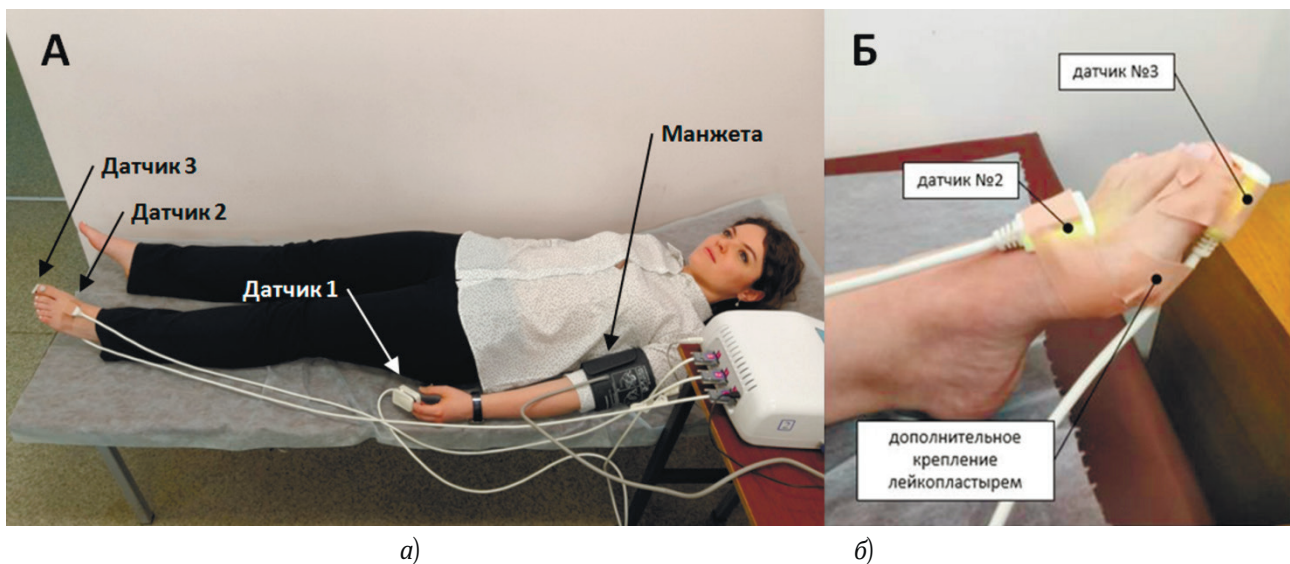 А
Датчик 3
Датчик 2
Датчик 1
Манжета
Б
датчик №3
датчик №2
дополнительное
крепление
лейкопластырем
а)
б)